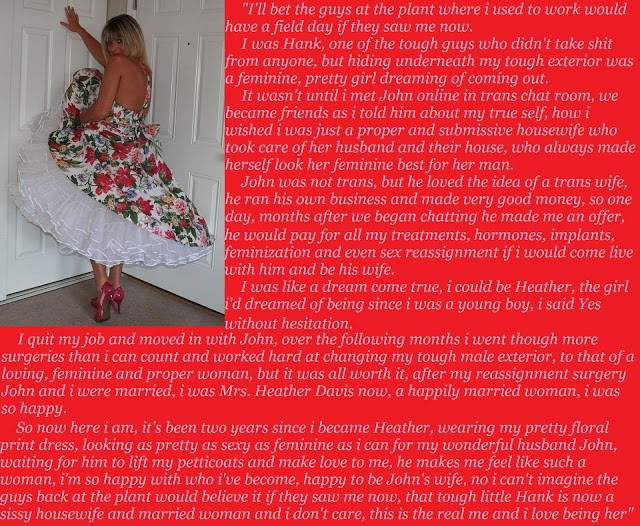 "I'll bet the guys at the plant where i used to work would
have a field day if they saw me now.
I was Hank, one of the tough guys who didn't take shit
from anyone, but hiding underneath my tough exterior was
a feminine, pretty girl dreaming of coming out.
It wasn't until i met John online in trans chat room, we
became friends as i told him about my true self, how i
wished i was just a proper and submissive housewife who
took care of her husband and their house, who always made
herself look her feminine best for her man.
John was not trans, but he loved the idea of a trans wife,
he ran his own business and made very good money, so one
day, months after we began chatting he made me an offer,
he would pay for all my treatments, hormones, implants,
feminization and even sex reassignment if i would come live
with him and be his wife.
I was like a dream come true, i could be Heather, the girl
i'd dreamed of being since i was a young boy, i said Yes
without hesitation.
I quit my job and moved in with John, over the following months i went though more
surgeries than i can count and worked hard at changing my tough male exterior, to that of a
loving, feminine and proper woman, but it was all worth it, after my reassignment surgery
John and i were married, i was Mrs. Heather Davis now, a happily married woman, i was
so happy.
So now here i am, it's been two years since i became Heather, wearing my pretty floral
print dress, looking as pretty as sexy as feminine as i can for my wonderful husband John,
waiting for him to lift my petticoats and make love to me, he makes me feel like such a
woman, i'm so happy with who i've become, happy to be John's wife, no i can't imagine the
guys back at the plant would believe it if they saw me now, that tough little Hank is now a
sissy housewife and married woman and i don't care, this is the real me and i love being her"